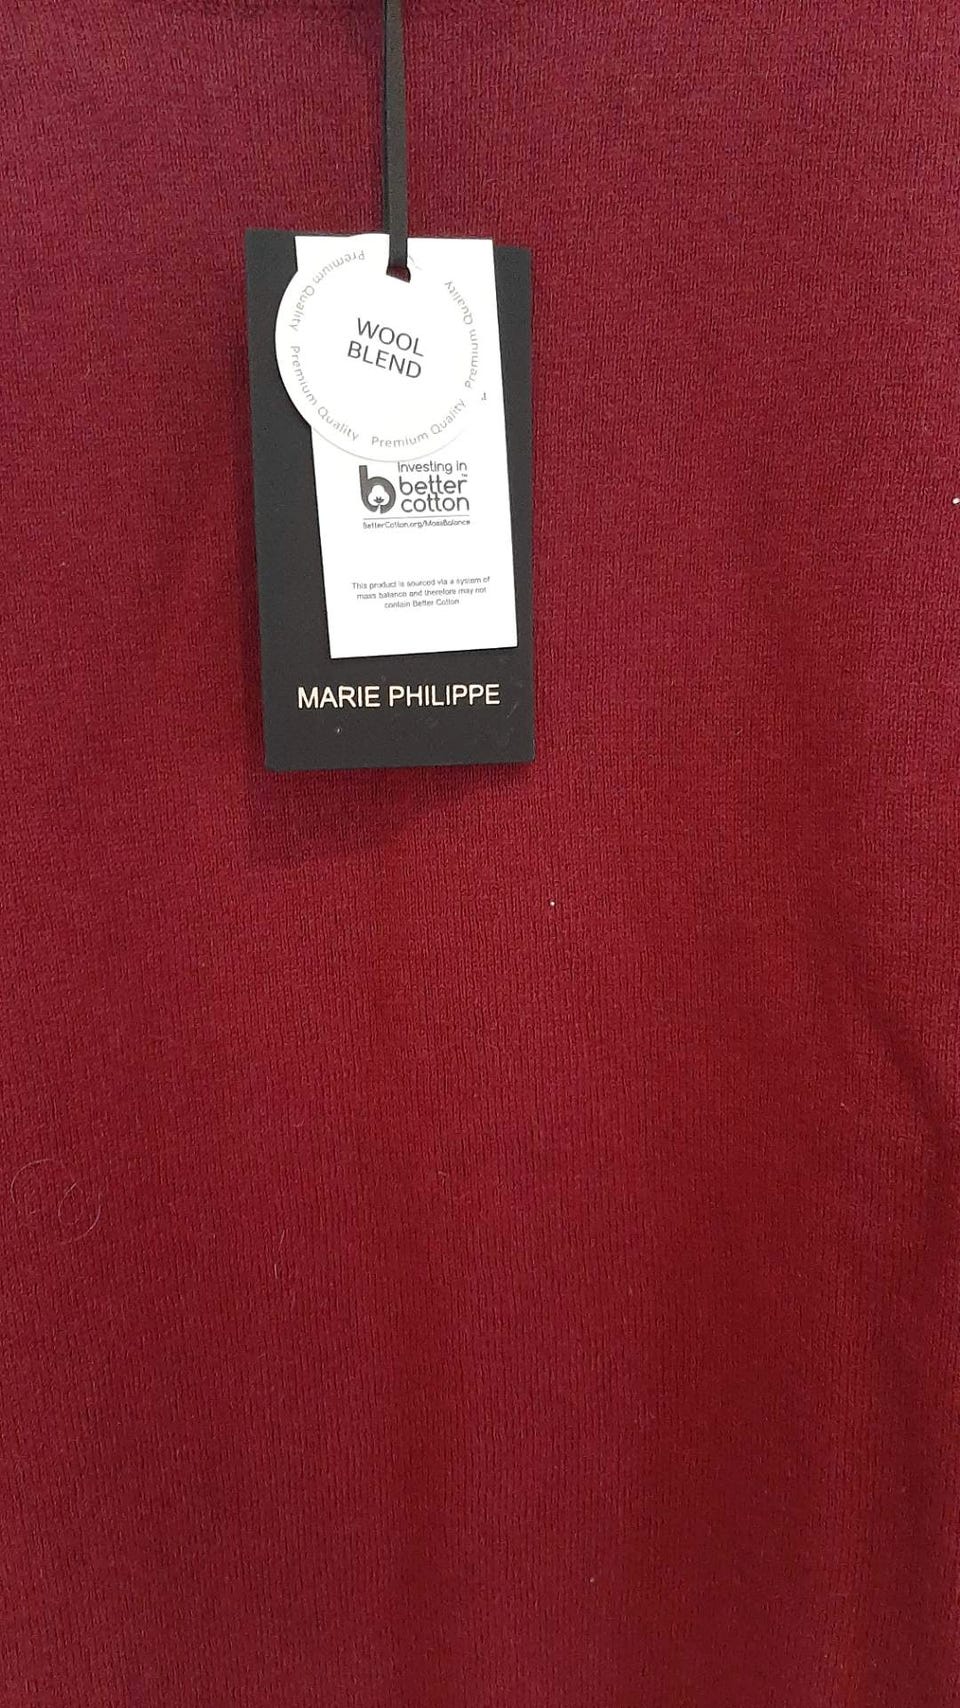 Premium Quality Premium Quality Premium Quality Premium Quality
WOOL
BLEND
Investing in
better™
cotton
BetterCotton.org/MassBalance
This product is sourced via a system of
mass balance and therefore may not
contain Better Cotton
MARIE PHILIPPE